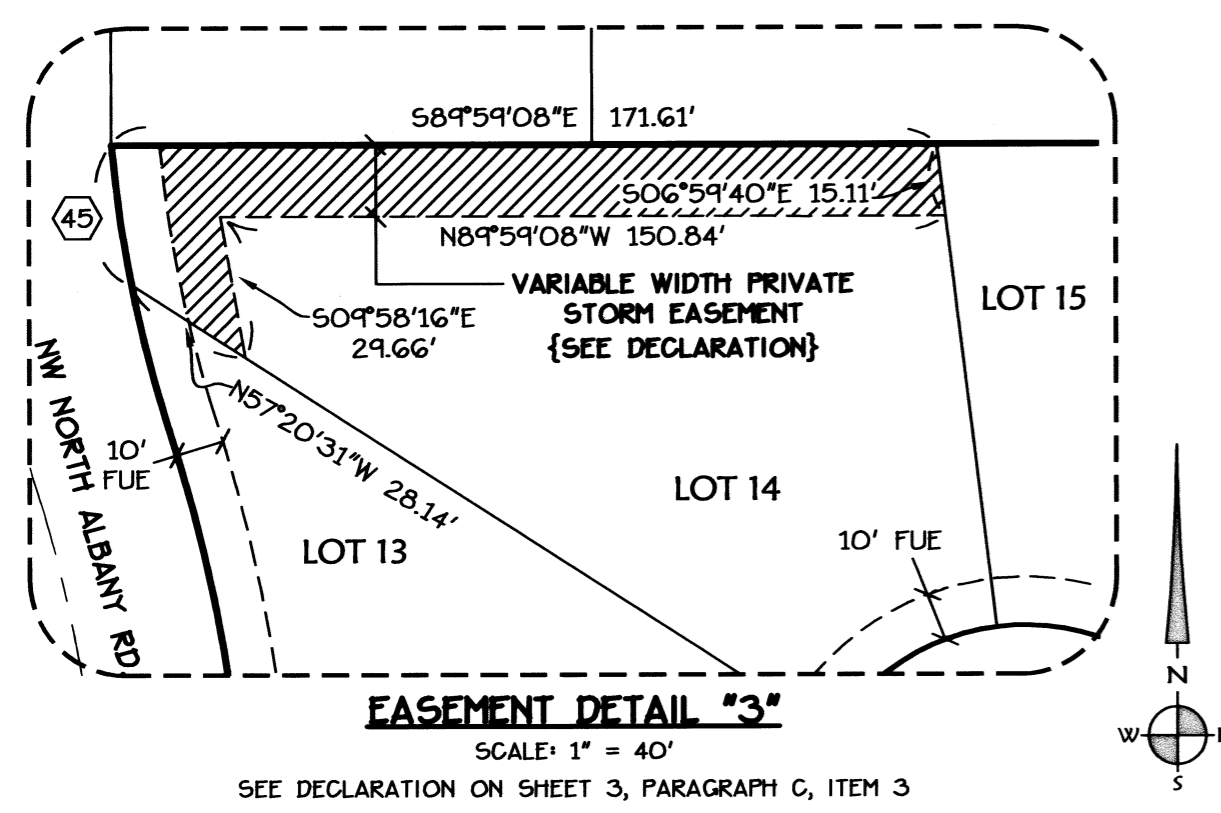 S89°59'08"E 171.61'
45
S06°59'40"E 15.11'
N89°59'08"W 150.84'
VARIABLE WIDTH PRIVATE
STORM EASEMENT
{SEE DECLARATION}
LOT 15
S09°58'16"E
29.66'
NW NORTH ALBANY RD
N57°20'31"W 28.14'
10'
FUE
LOT 14
LOT 13
10' FUE
EASEMENT DETAIL "3"
SCALE: 1" = 40'
SEE DECLARATION ON SHEET 3, PARAGRAPH C, ITEM 3
N
W
S